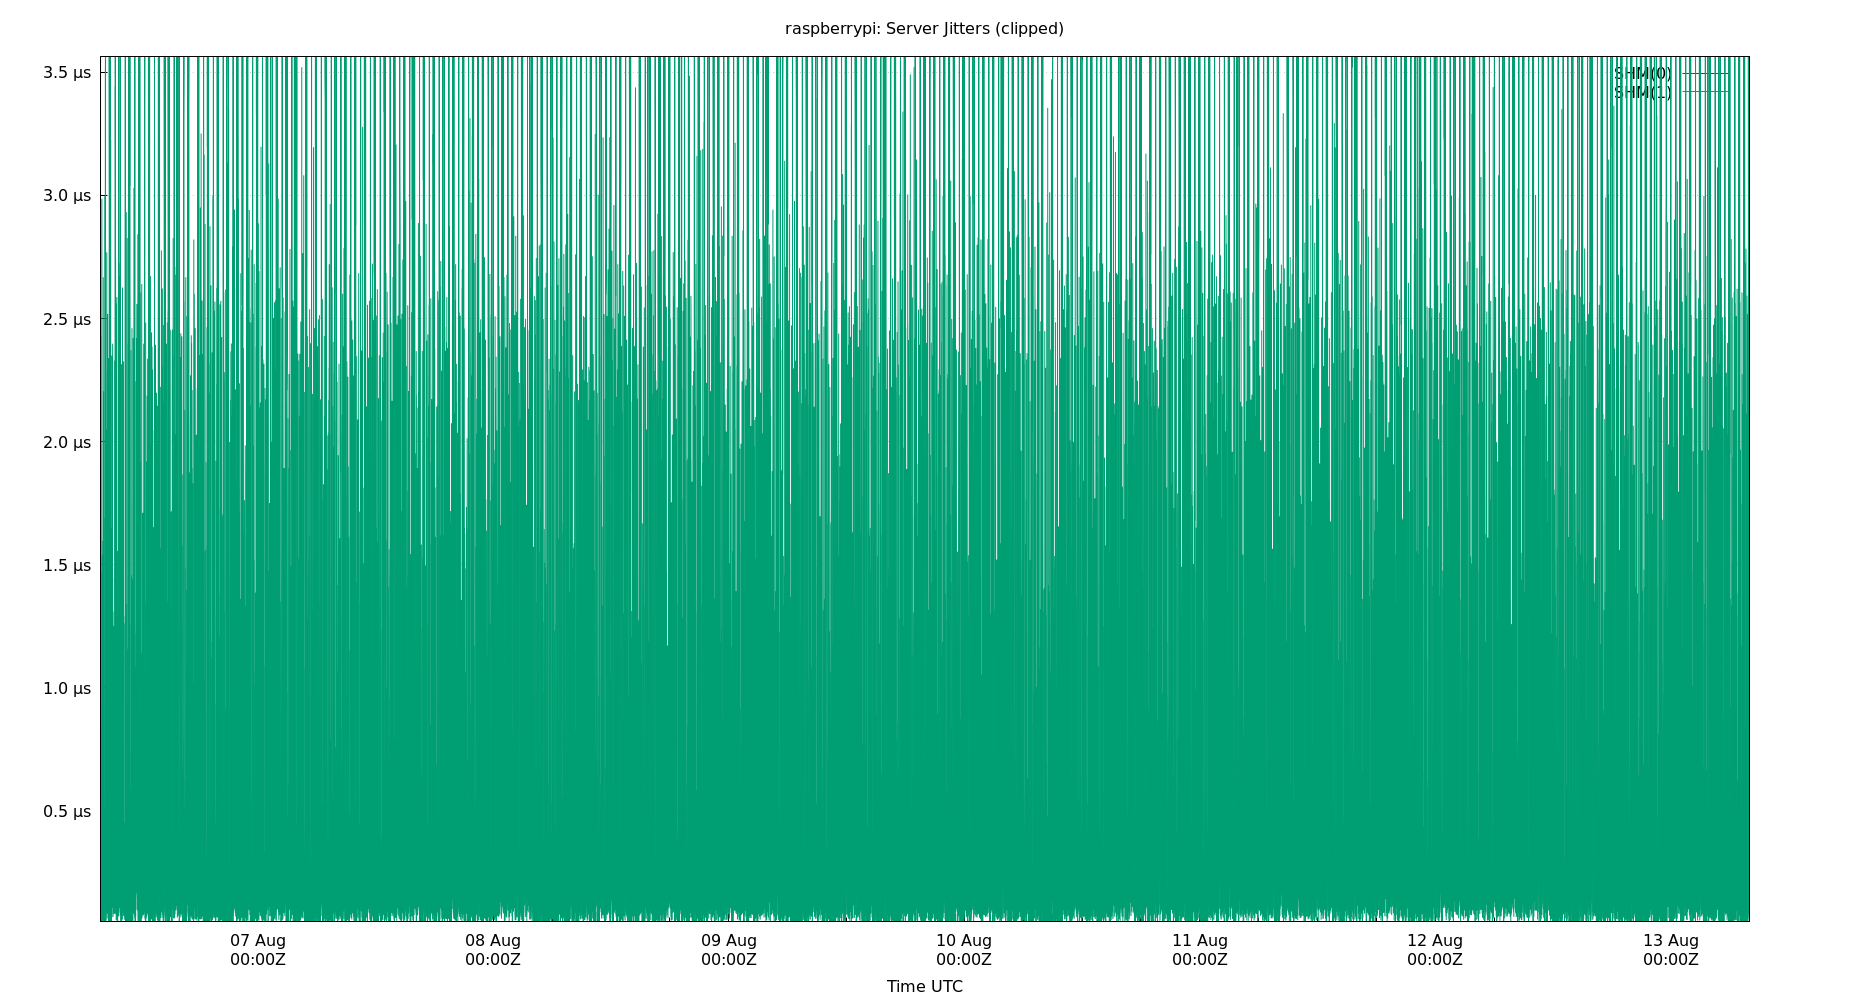 raspberrypi: Server Jitters (clipped)
3.5 µs
SHM(0)
SHM(1)
3.0 µs
2.5 µs
2.0 µs
1.5 µs
1.0 µs
0.5 µs
07 Aug 08 Aug 09 Aug 10 Aug 11 Aug 12 Aug 13 Aug
00:00Z 00:00Z 00:00Z 00:00Z 00:00Z 00:00Z 00:00Z
Time UTC